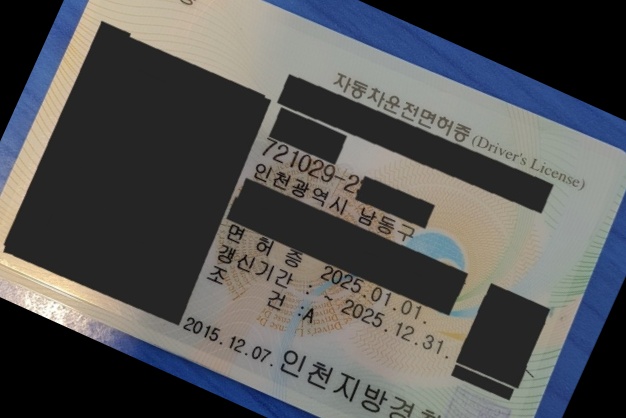 자동차운전면허증 (Driver's License)
721029-2
인천광역시 남동구
면 허 증 2025.01.01.
갱신기간 ~ 2025.12.31.
조 건 :A
2015.12.07. 인천지방경